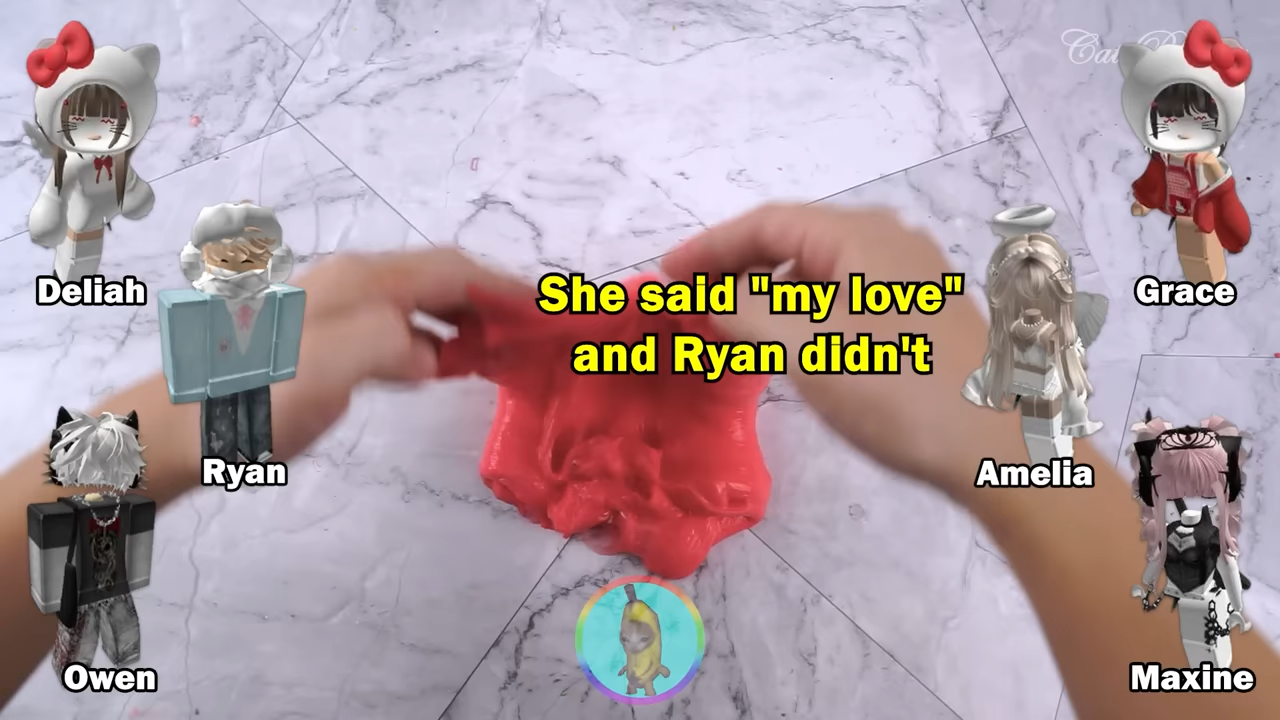 She said "my love"
and Ryan didn't
Deliah
Grace
Ryan
Amelia
Owen
Maxine